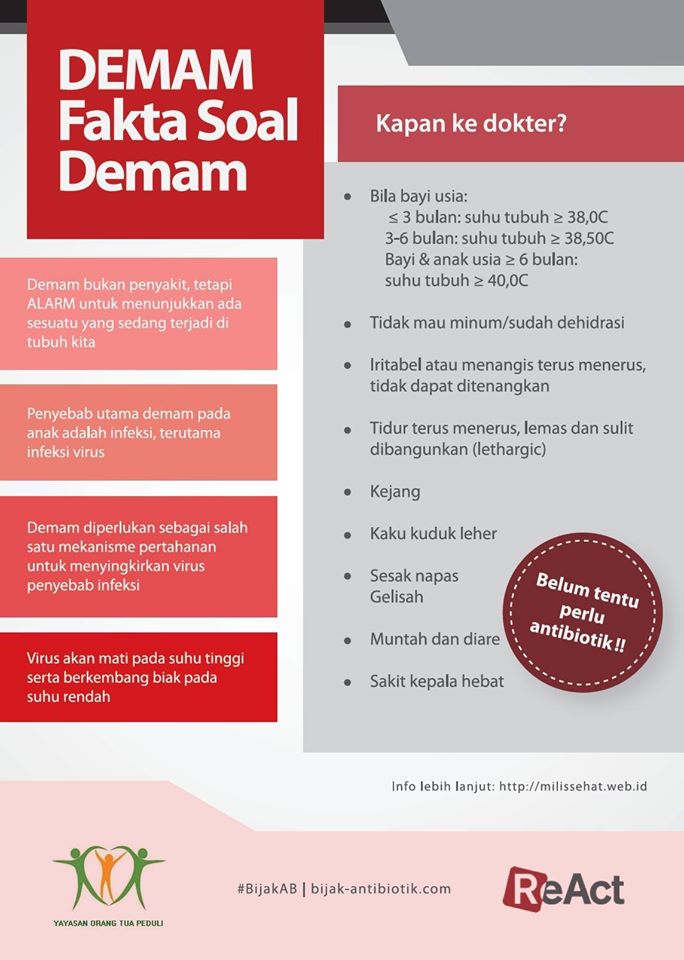 DEMAM
Fakta Soal
Demam
Demam bukan penyakit, tetapi
ALARM untuk menunjukkan ada
sesuatu yang sedang terjadi di
tubuh kita
Penyebab utama demam pada
anak adalah infeksi, terutama
infeksi virus
Demam diperlukan sebagai salah
satu mekanisme pertahanan
untuk menyingkirkan virus
penyebab infeksi
Virus akan mati pada suhu tinggi
serta berkembang biak pada
suhu rendah
Kapan ke dokter?
• Bila bayi usia:
≤ 3 bulan: suhu tubuh ≥ 38,0C
3-6 bulan: suhu tubuh ≥ 38,50C
Bayi & anak usia ≥ 6 bulan:
suhu tubuh ≥ 40,0C
• Tidak mau minum/sudah dehidrasi
• Iritabel atau menangis terus menerus,
tidak dapat ditenangkan
• Tidur terus menerus, lemas dan sulit
dibangunkan (lethargic)
• Kejang
• Kaku kuduk leher
• Sesak napas
Gelisah
• Muntah dan diare
• Sakit kepala hebat
Belum tentu
perlu
antibiotik!!
Info lebih lanjut: http://milissehat.web.id
YAYASAN ORANG TUA PEDULI
#BijakAB | bijak-antibiotik.com
ReAct